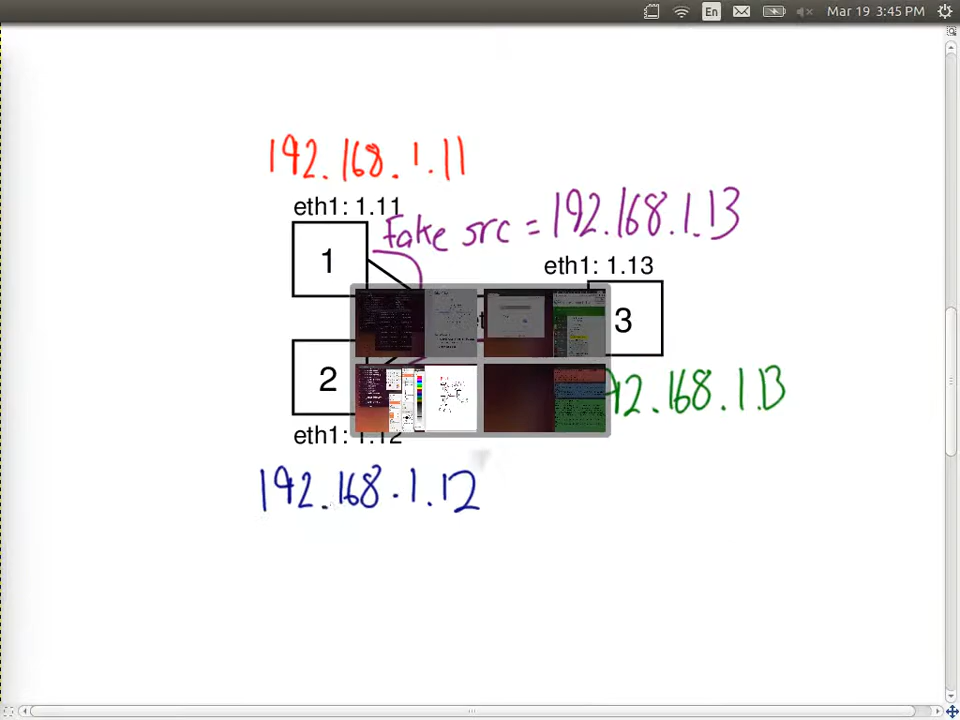 En Mar 19 3:45 PM
192.168.1.11
eth1: 1.11
Fake src = 192.168.1.13
1
eth1: 1.13
3
2
92.168.1.13
eth1: 1.12
192.168.1.12